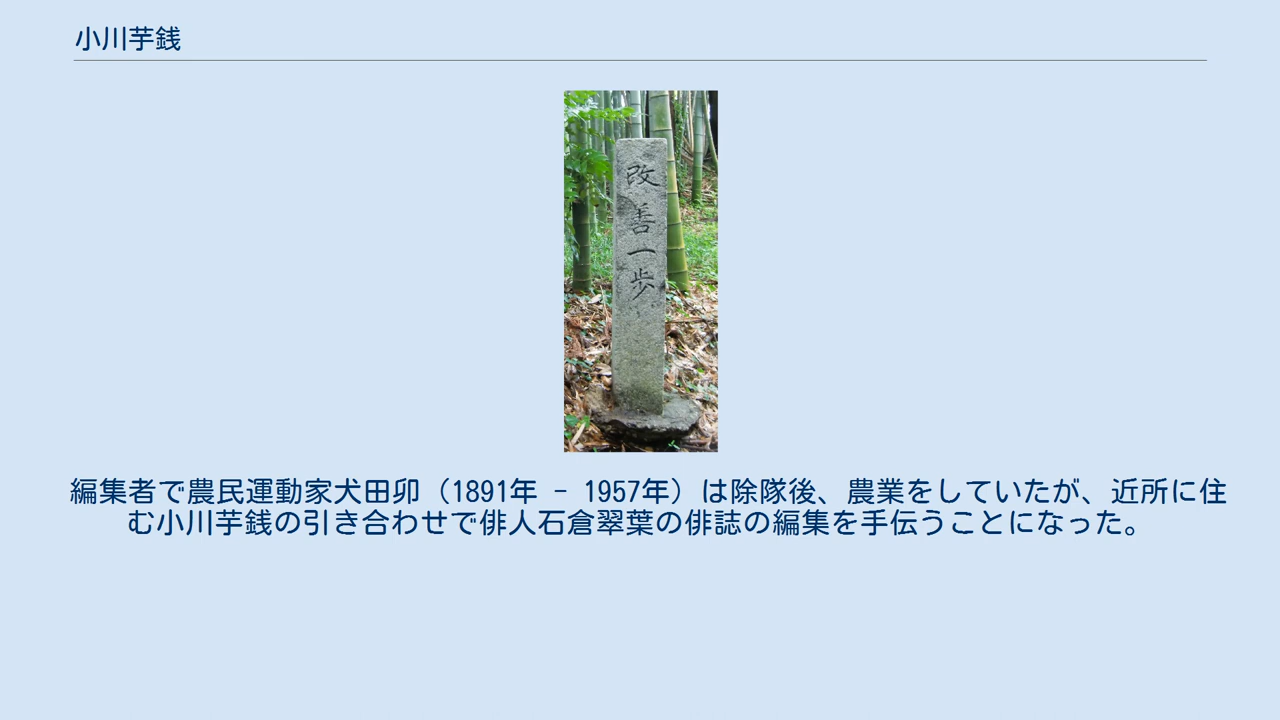 小川芋銭
改善一歩
編集者で農民運動家犬田卯（1891年 - 1957年）は除隊後、農業をしていたが、近所に住
む小川芋銭の引き合わせで俳人石倉翠葉の俳誌の編集を手伝うことになった。